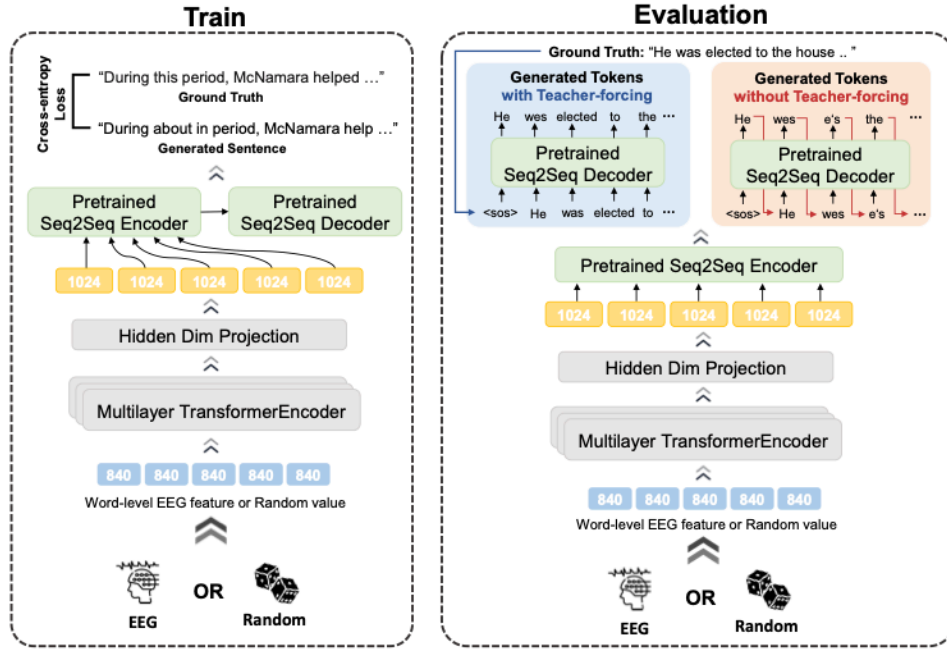 Train
Cross-entropy
Loss
“During this period, McNamara helped …”
Ground Truth
“During about in period, McNamara help …”
Generated Sentence
Pretrained
Seq2Seq Encoder
Pretrained
Seq2Seq Decoder
1024 1024 1024 1024 1024
Hidden Dim Projection
Multilayer TransformerEncoder
840 840 840 840 840
Word-level EEG feature or Random value
OR
EEG
Random
Evaluation
Ground Truth: “He was elected to the house .. ”
Generated Tokens
with Teacher-forcing
He wes elected to the ...
Pretrained
Seq2Seq Decoder
<sos> He was elected to ...
Generated Tokens
without Teacher-forcing
He wes e's the ...
Pretrained
Seq2Seq Decoder
<sos> He wes e's ...
Pretrained Seq2Seq Encoder
1024 1024 1024 1024 1024
Hidden Dim Projection
Multilayer TransformerEncoder
840 840 840 840 840
Word-level EEG feature or Random value
OR
EEG
Random